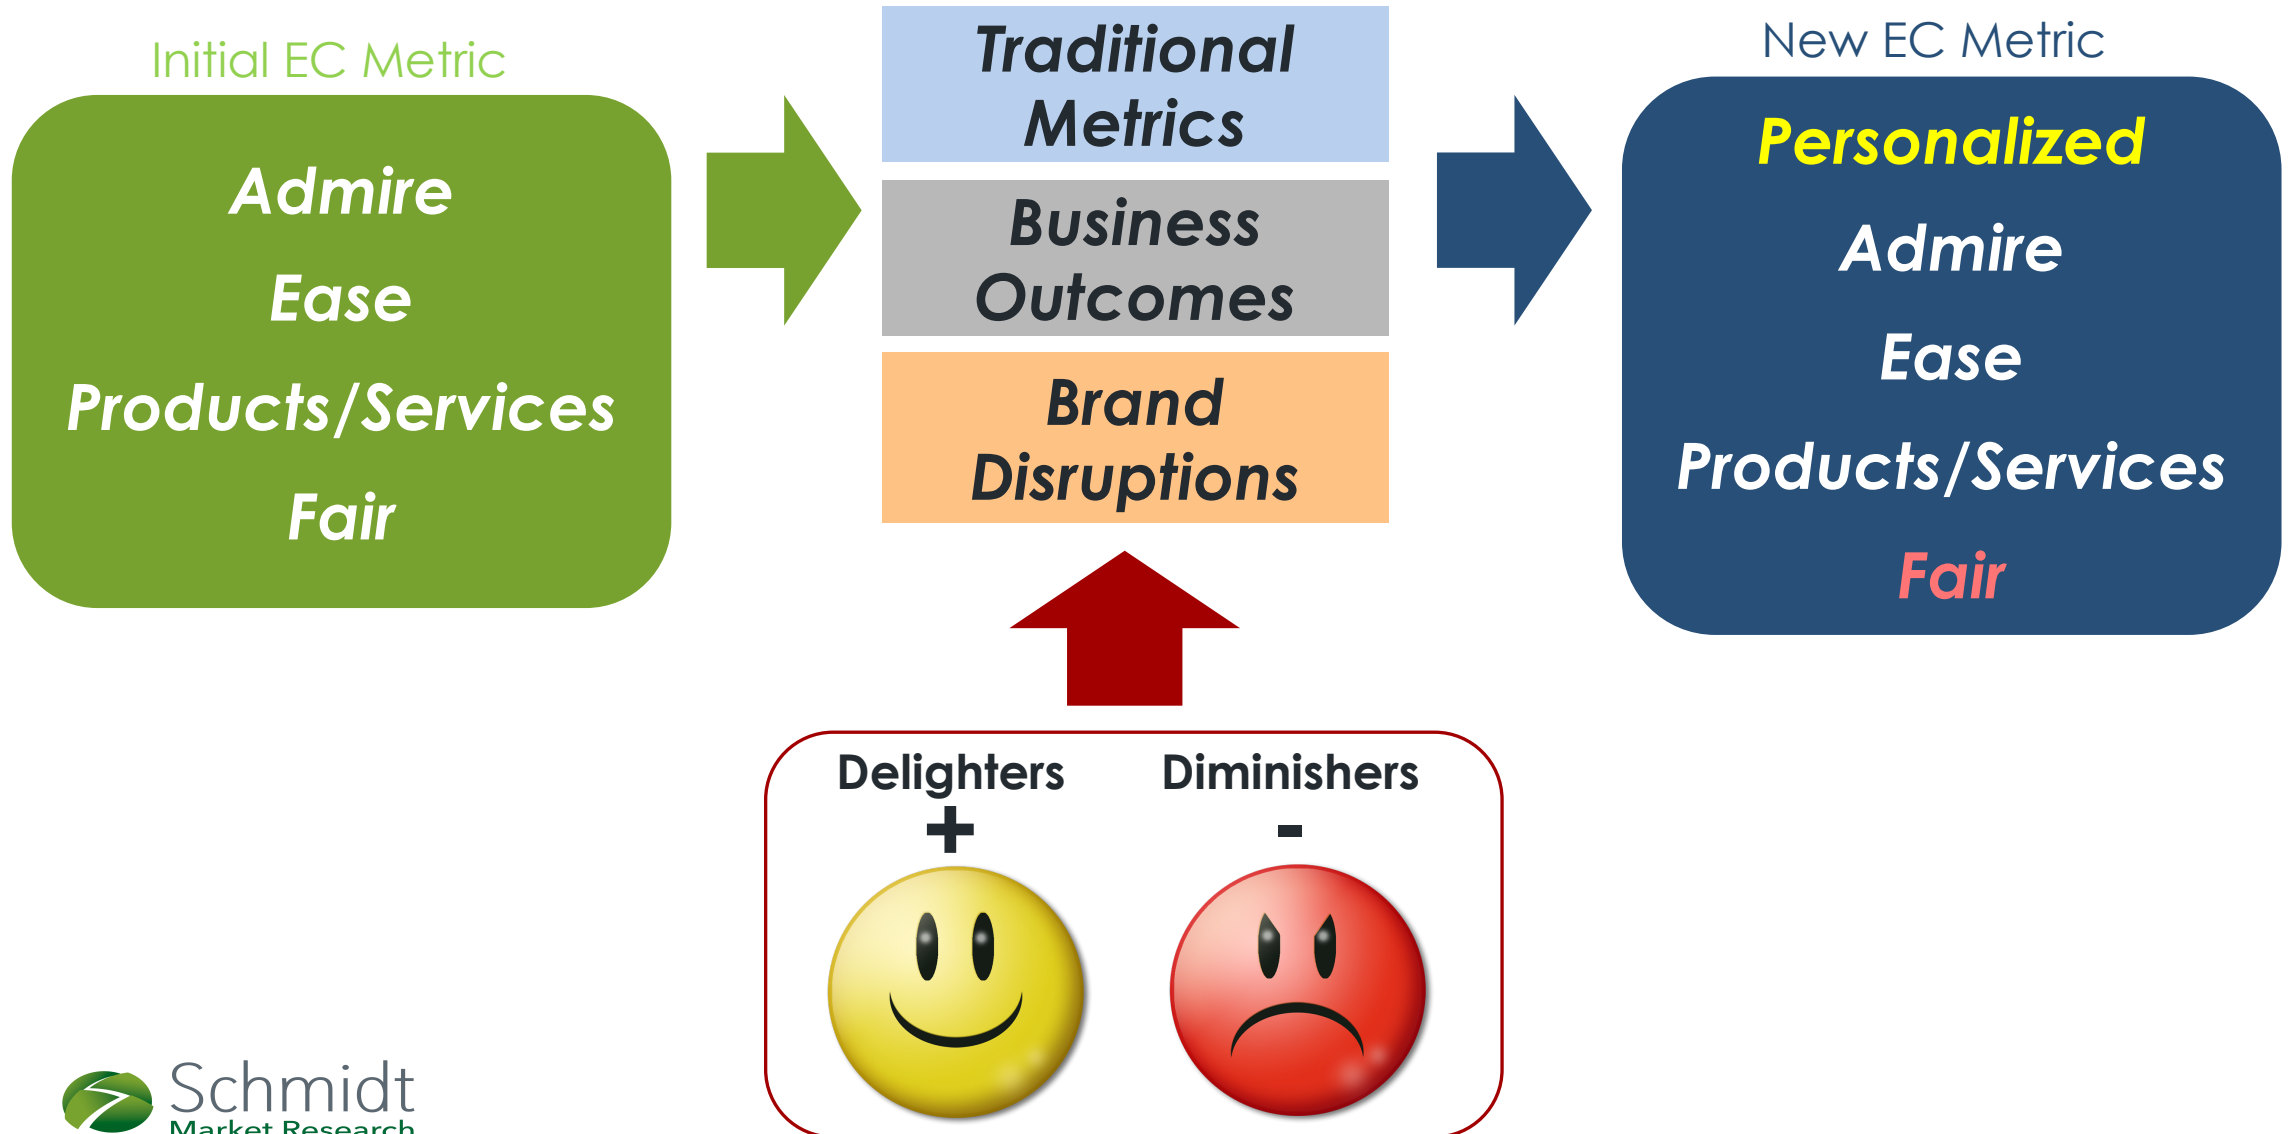 Initial EC Metric
Admire
Ease
Products/Services
Fair
Traditional
Metrics
Business
Outcomes
Brand
Disruptions
New EC Metric
Personalized
Admire
Ease
Products/Services
Fair
Delighters
+
Diminishers
-
Schmidt
Market Research